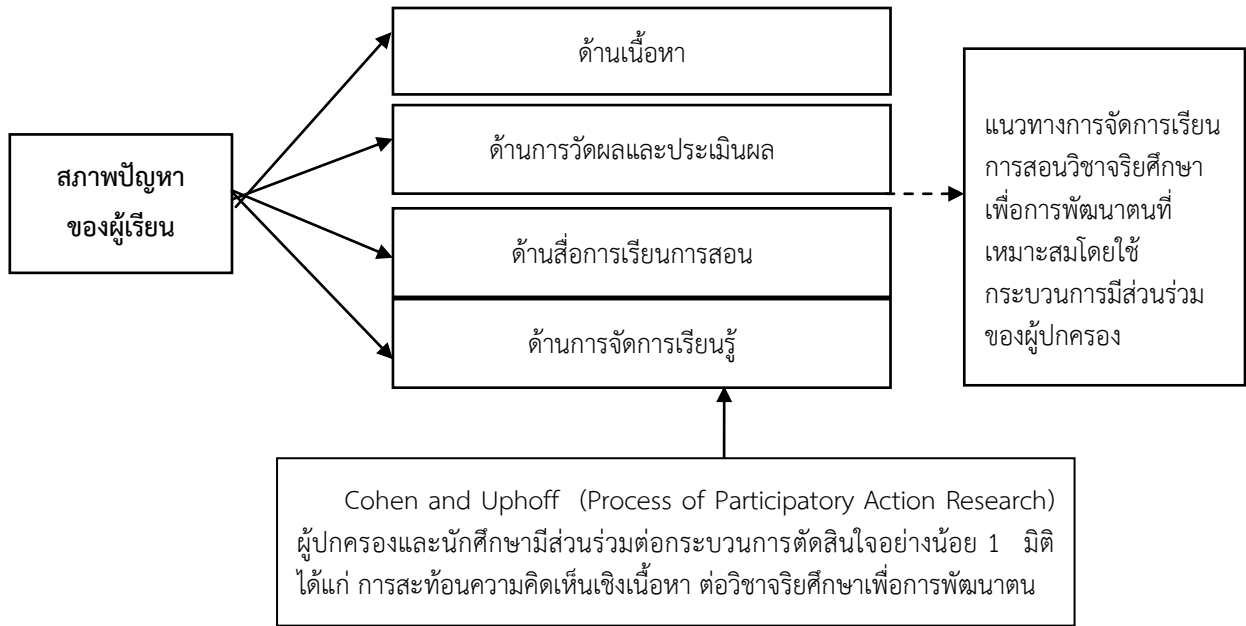 สภาพปัญหา
ของผู้เรียน
ด้านเนื้อหา
ด้านการวัดผลและประเมินผล
ด้านสื่อการเรียนการสอน
ด้านการจัดการเรียนรู้
แนวทางการจัดการเรียน
การสอนวิชาจริยศึกษา
เพื่อการพัฒนาตนที่
เหมาะสมโดยใช้
กระบวนการมีส่วนร่วม
ของผู้ปกครอง
Cohen and Uphoff (Process of Participatory Action Research)
ผู้ปกครองและนักศึกษามีส่วนร่วมต่อกระบวนการตัดสินใจอย่างน้อย 1 มิติ
ได้แก่ การสะท้อนความคิดเห็นเชิงเนื้อหา ต่อวิชาจริยศึกษาเพื่อการพัฒนาตน